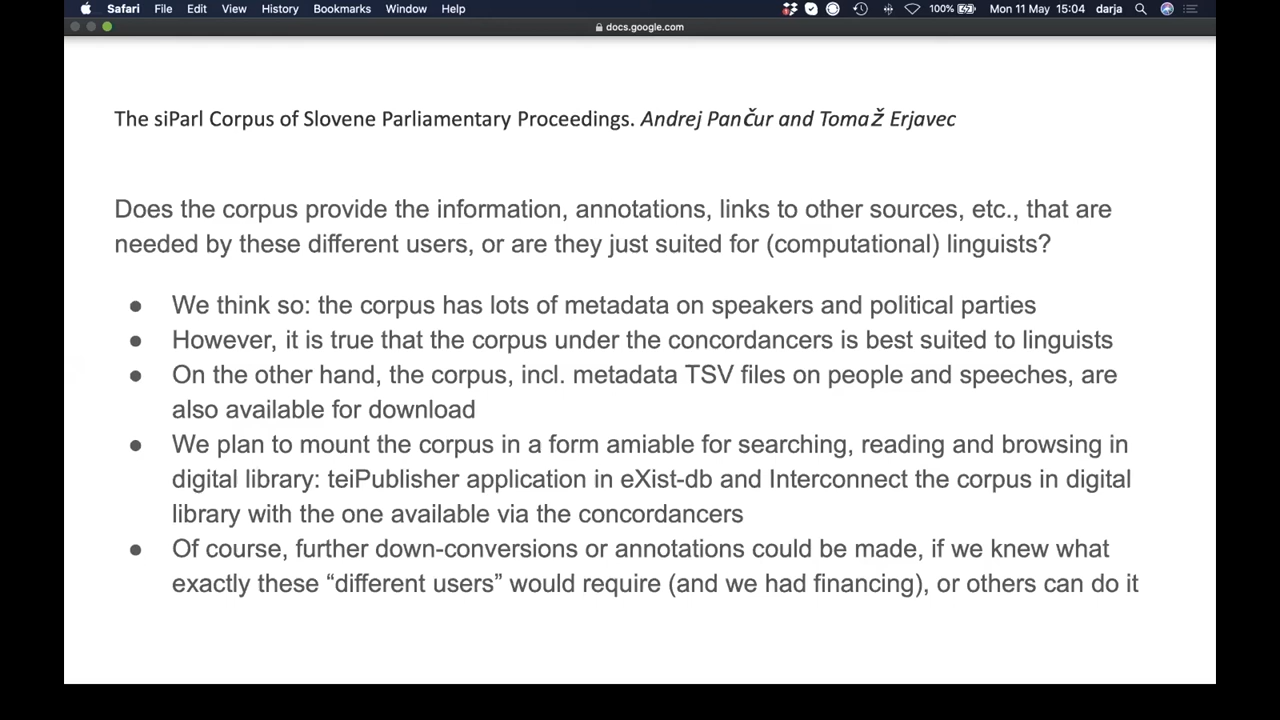 Safari File Edit View History Bookmarks Window Help 100% Mon 11 May 15:04 darja
docs.google.com
The siParl Corpus of Slovene Parliamentary Proceedings. Andrej Pančur and Tomaž Erjavec
Does the corpus provide the information, annotations, links to other sources, etc., that are
needed by these different users, or are they just suited for (computational) linguists?
● We think so: the corpus has lots of metadata on speakers and political parties
● However, it is true that the corpus under the concordancers is best suited to linguists
● On the other hand, the corpus, incl. metadata TSV files on people and speeches, are
also available for download
● We plan to mount the corpus in a form amiable for searching, reading and browsing in
digital library: teiPublisher application in eXist-db and Interconnect the corpus in digital
library with the one available via the concordancers
● Of course, further down-conversions or annotations could be made, if we knew what
exactly these “different users” would require (and we had financing), or others can do it